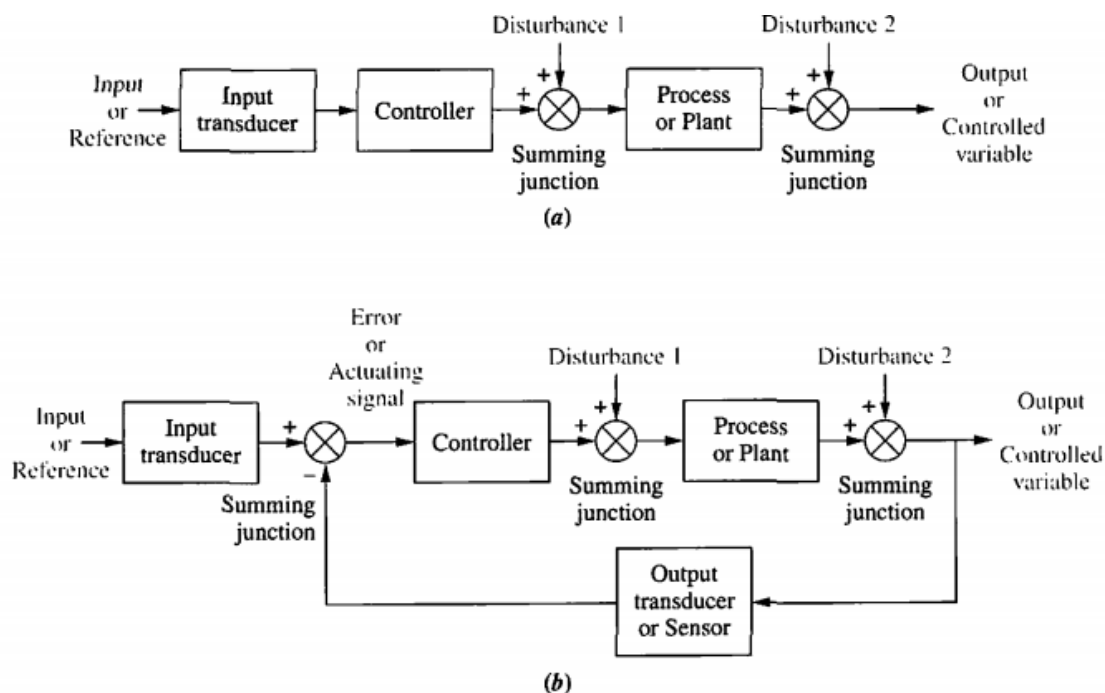 Disturbance 1
Disturbance 2
Input
or
Reference
Input
transducer
Controller
+
+
Process
or Plant
+
+
Output
or
Controlled
variable
Summing
junction
Summing
junction
(a)
Error
or
Actuating
signal
Disturbance 1
Disturbance 2
Input
or
Reference
Input
transducer
+
−
Summing
junction
Controller
+
+
Summing
junction
Process
or Plant
+
+
Summing
junction
Output
or
Controlled
variable
Output
transducer
or Sensor
(b)